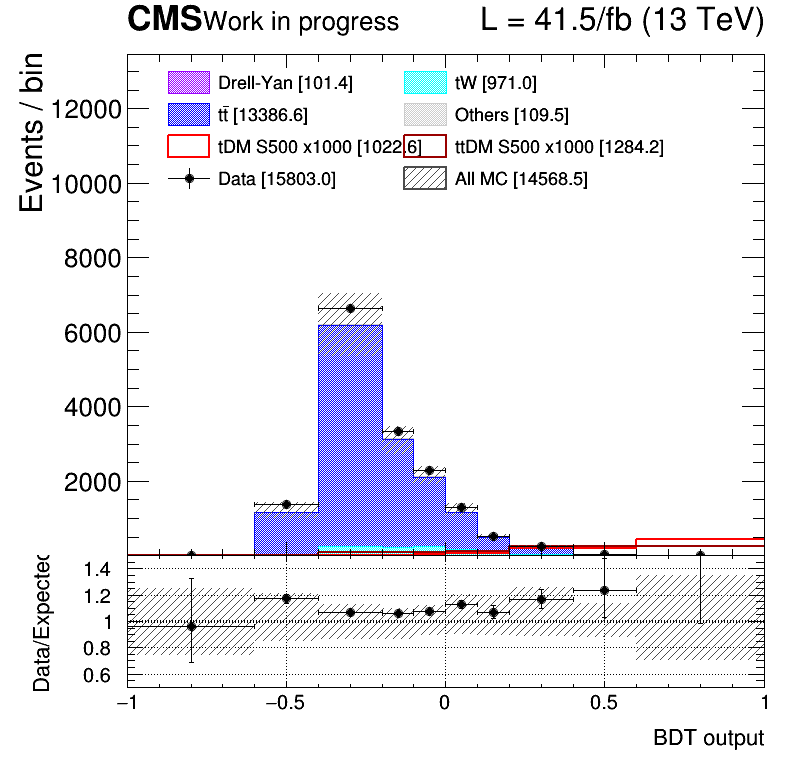 CMS Work in progress L = 41.5/fb (13 TeV)
Events / bin
12000
10000
8000
6000
4000
2000
Drell-Yan [101.4] tW [971.0]
tt̄ [13386.6] Others [109.5]
tDM S500 x1000 [1022.6] ttDM S500 x1000 [1284.2]
Data [15803.0] All MC [14568.5]
Data/Expected
1.4
1.2
1
0.8
0.6
−1 −0.5 0 0.5 1
BDT output